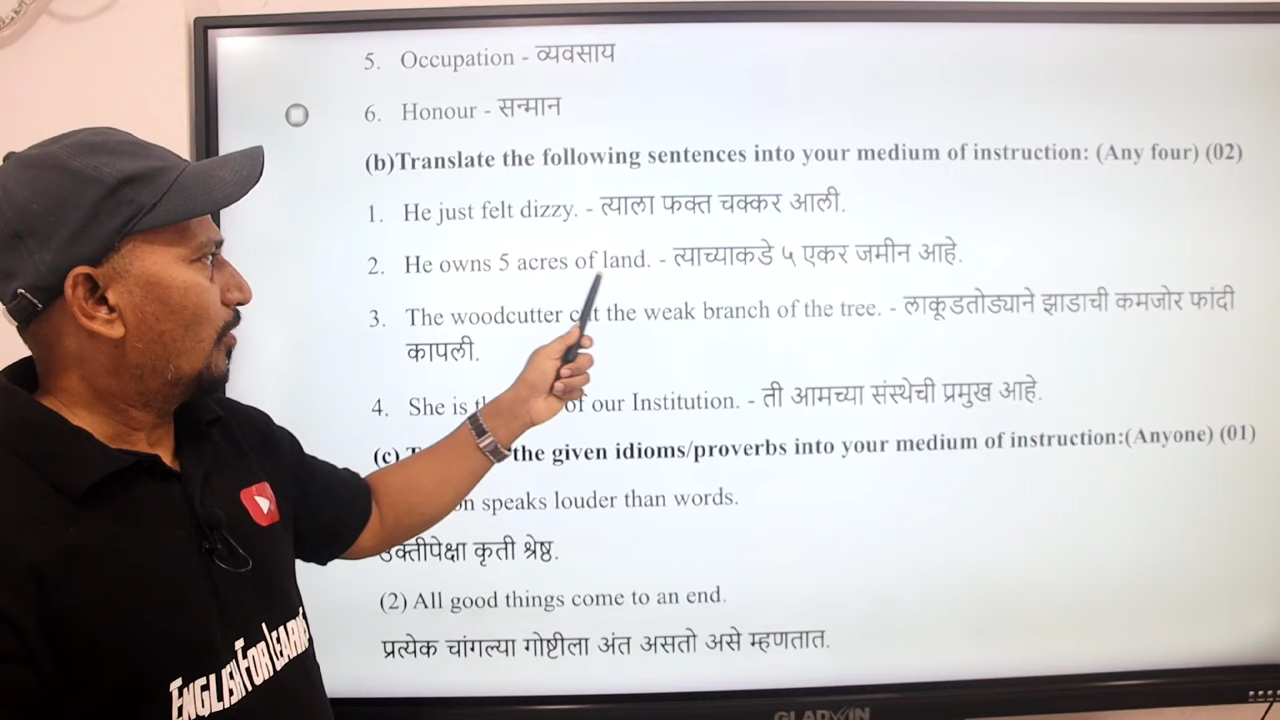 5. Occupation - व्यवसाय
6. Honour - सन्मान
(b)Translate the following sentences into your medium of instruction: (Any four) (02)
1. He just felt dizzy. - त्याला फक्त चक्कर आली.
2. He owns 5 acres of land. - त्याच्याकडे ५ एकर जमीन आहे.
3. The woodcutter the weak branch of the tree. - लाकूडतोड्याने झाडाची कमजोर फांदी
कापली.
4. She is of our Institution. - ती आमच्या संस्थेची प्रमुख आहे.
(c) the given idioms/proverbs into your medium of instruction:(Anyone) (01)
speaks louder than words.
उक्तीपेक्षा कृती श्रेष्ठ.
(2) All good things come to an end.
प्रत्येक चांगल्या गोष्टीला अंत असतो असे म्हणतात.
ENGLISH FOR LEARNE
GLADWIN